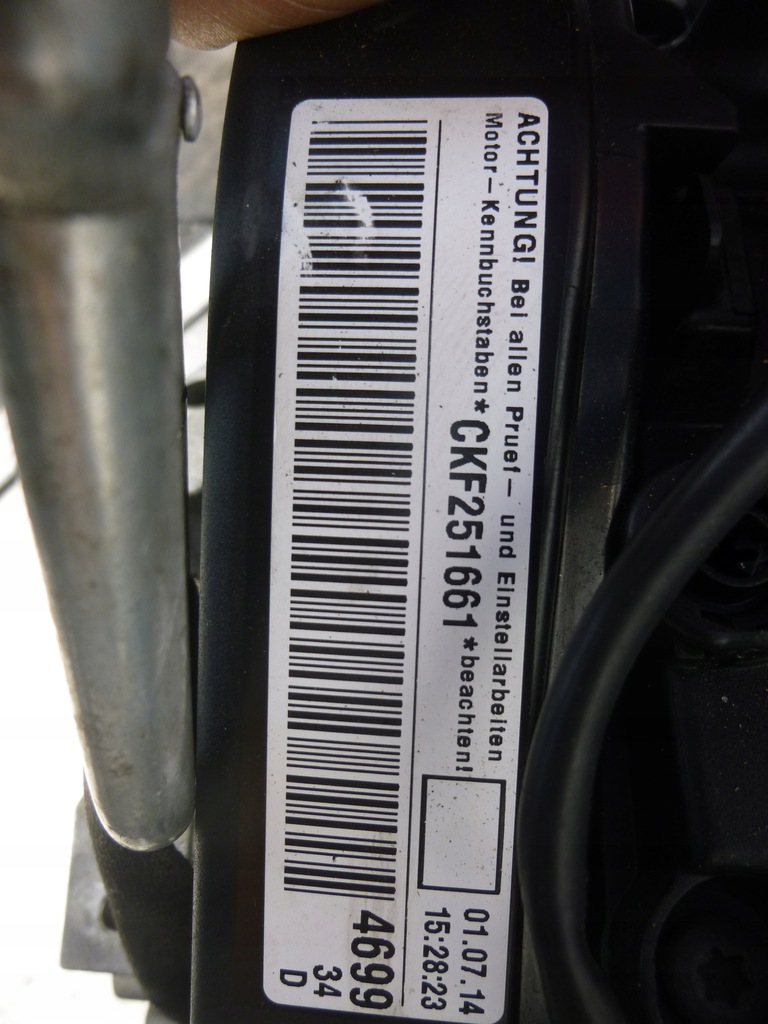 ACHTUNG! Bei allen Pruef- und Einstellarbeiten
Motor-Kennbuchstaben*CKF251661*beachten!
01.07.14
15:28:23
4699
34
D